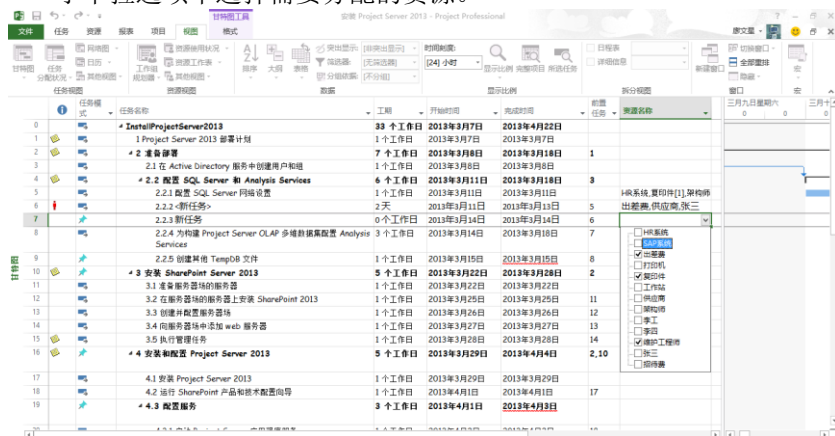 甘特图工具
安装 Project Server 2013 - Project Professional
文件 任务 资源 报表 项目 视图 格式
廖文星
甘特图 任务分配状况 网络图 日历 其他视图
工作组规划器 资源使用状况 资源工作表 其他视图
排序 大纲 表格 突出显示: [非突出显示] 筛选器: [无筛选器] 分组依据: [不分组]
时间刻度: [24] 小时 显示比例 完整项目 所选任务
日程表 详细信息
新建窗口 切换窗口 全部重排 隐藏 宏
任务视图 资源视图 数据 显示比例 拆分视图 窗口 宏
任务模式 任务名称 工期 开始时间 完成时间 前置任务 资源名称 三月九日星期六 三月十
0 0 0
0 InstallProjectServer2013 33 个工作日 2013年3月7日 2013年4月22日
1 1 Project Server 2013 部署计划 1 个工作日 2013年3月7日 2013年3月7日
2 2 准备部署 7 个工作日 2013年3月8日 2013年3月18日 1
3 2.1 在 Active Directory 服务中创建用户和组 1 个工作日 2013年3月8日 2013年3月8日
4 2.2 配置 SQL Server 和 Analysis Services 6 个工作日 2013年3月11日 2013年3月18日 3
5 2.2.1 配置 SQL Server 网络设置 1 个工作日 2013年3月11日 2013年3月11日 HR系统,复印件[1],架构师
6 2.2.2 <新任务> 2天 2013年3月11日 2013年3月13日 5 出差费,供应商,张三
7 2.2.3 新任务 0个工作日 2013年3月14日 2013年3月14日 6
8 2.2.4 为构建 Project Server OLAP 多维数据集配置 Analysis Services 3 个工作日 2013年3月14日 2013年3月18日 7
9 2.2.5 创建其他 TempDB 文件 1 个工作日 2013年3月15日 2013年3月15日 8
10 3 安装 SharePoint Server 2013 5 个工作日 2013年3月22日 2013年3月28日 2
11 3.1 准备服务器场的服务器 1 个工作日 2013年3月22日 2013年3月22日
12 3.2 在服务器场的服务器上安装 SharePoint 2013 1 个工作日 2013年3月25日 2013年3月25日 11
13 3.3 创建并配置服务器场 1 个工作日 2013年3月26日 2013年3月26日 12
14 3.4 向服务器场中添加 web 服务器 1 个工作日 2013年3月27日 2013年3月27日 13
15 3.5 执行管理任务 1 个工作日 2013年3月28日 2013年3月28日 14
16 4 安装和配置 Project Server 2013 5 个工作日 2013年3月29日 2013年4月4日 2,10
17 4.1 安装 Project Server 2013 1 个工作日 2013年3月29日 2013年3月29日
18 4.2 运行 SharePoint 产品和技术配置向导 1 个工作日 2013年4月1日 2013年4月1日 17
19 4.3 配置服务 3 个工作日 2013年4月1日 2013年4月3日
HR系统
SAP系统
出差费
打印机
复印件
工作站
供应商
架构师
李工
李四
维护工程师
张三
招待费
甘特图